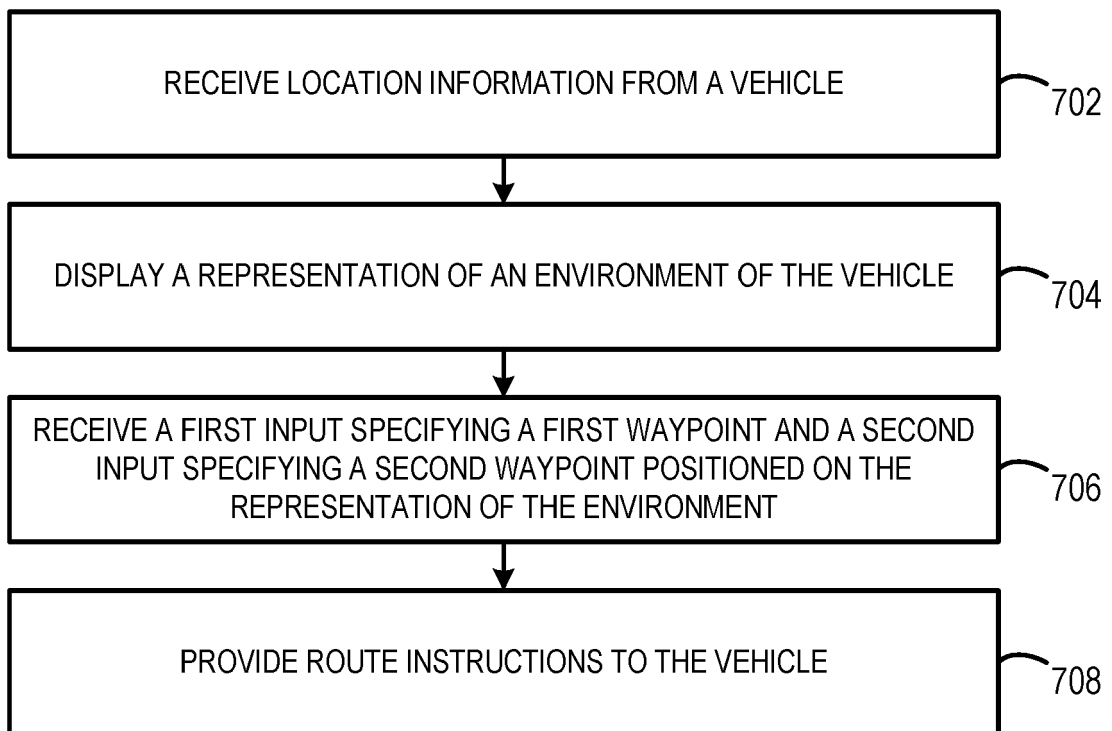 RECEIVE LOCATION INFORMATION FROM A VEHICLE
702
DISPLAY A REPRESENTATION OF AN ENVIRONMENT OF THE VEHICLE
704
RECEIVE A FIRST INPUT SPECIFYING A FIRST WAYPOINT AND A SECOND
INPUT SPECIFYING A SECOND WAYPOINT POSITIONED ON THE
REPRESENTATION OF THE ENVIRONMENT
706
PROVIDE ROUTE INSTRUCTIONS TO THE VEHICLE
708